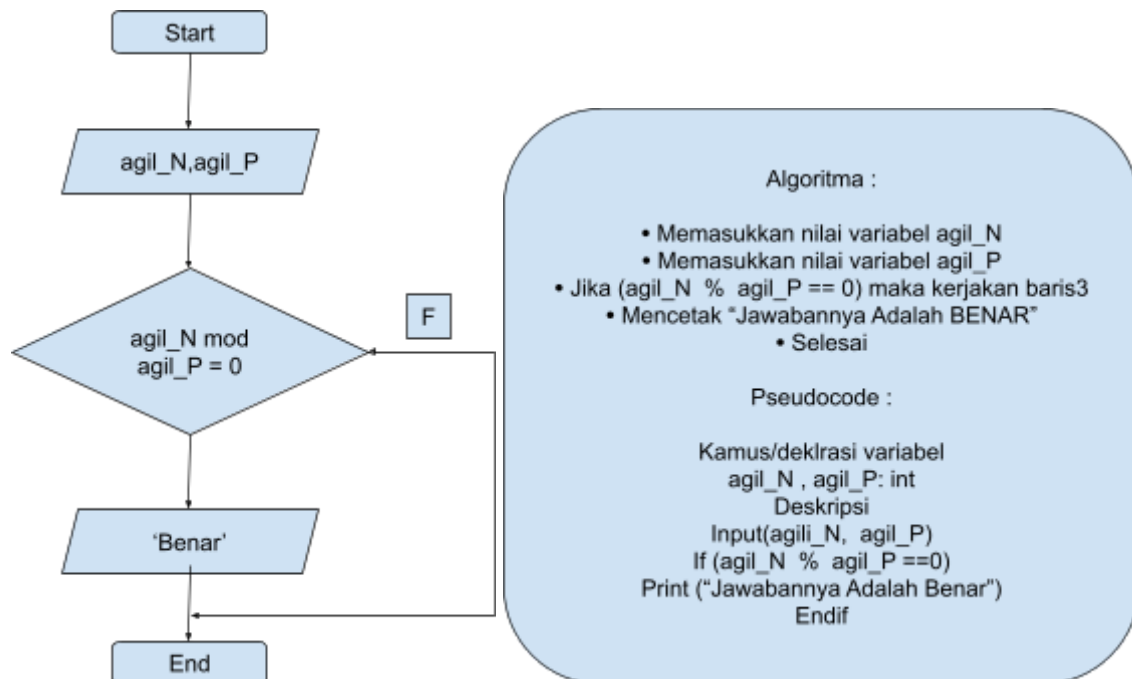 Start
agil_N,agil_P
agil_N mod
agil_P = 0
F
‘Benar’
End
Algoritma :
• Memasukkan nilai variabel agil_N
• Memasukkan nilai variabel agil_P
• Jika (agil_N % agil_P == 0) maka kerjakan baris3
• Mencetak “Jawabannya Adalah BENAR”
• Selesai
Pseudocode :
Kamus/deklrasi variabel
agil_N , agil_P: int
Deskripsi
Input(agili_N, agil_P)
If (agil_N % agil_P ==0)
Print (“Jawabannya Adalah Benar”)
Endif